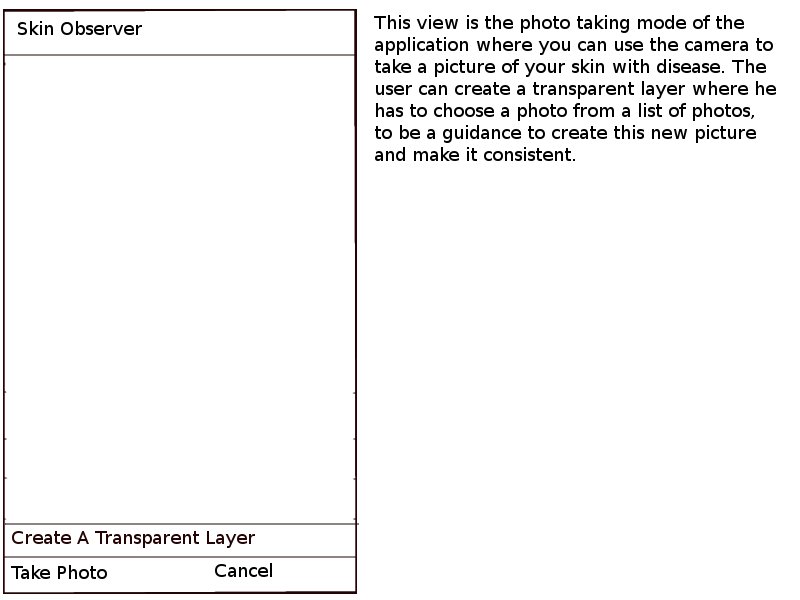 Skin Observer
This view is the photo taking mode of the
application where you can use the camera to
take a picture of your skin with disease. The
user can create a transparent layer where he
has to choose a photo from a list of photos,
to be a guidance to create this new picture
and make it consistent.
Create A Transparent Layer
Take Photo
Cancel